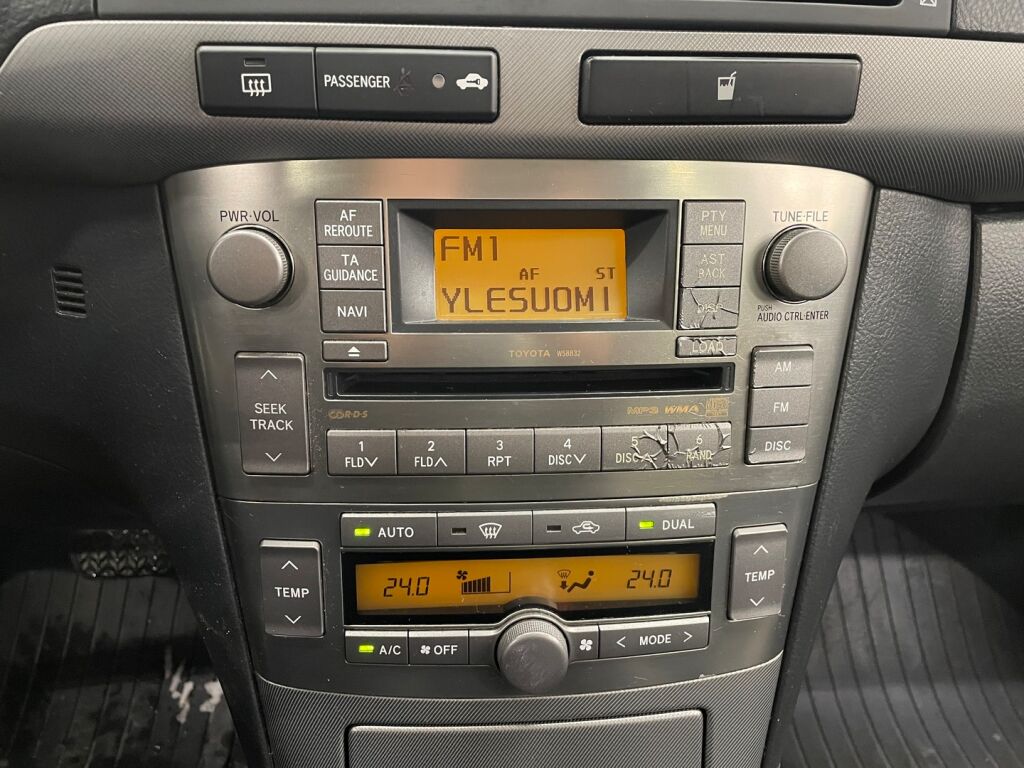 PASSENGER
PWR·VOL
AF
REROUTE
TA
GUIDANCE
NAVI
FM1
AF ST
YLESUOMI
PTY
MENU
AST
BACK
DISP
LOAD
TUNE·FILE
PUSH
AUDIO CTRL·ENTER
TOYOTA W58832
R·D·S
MP3 WMA
SEEK
TRACK
1
FLD
2
FLD
3
RPT
4
DISC
5
DISC
6
RAND
AM
FM
DISC
AUTO
DUAL
TEMP
24.0
24.0
TEMP
A/C
OFF
< MODE >